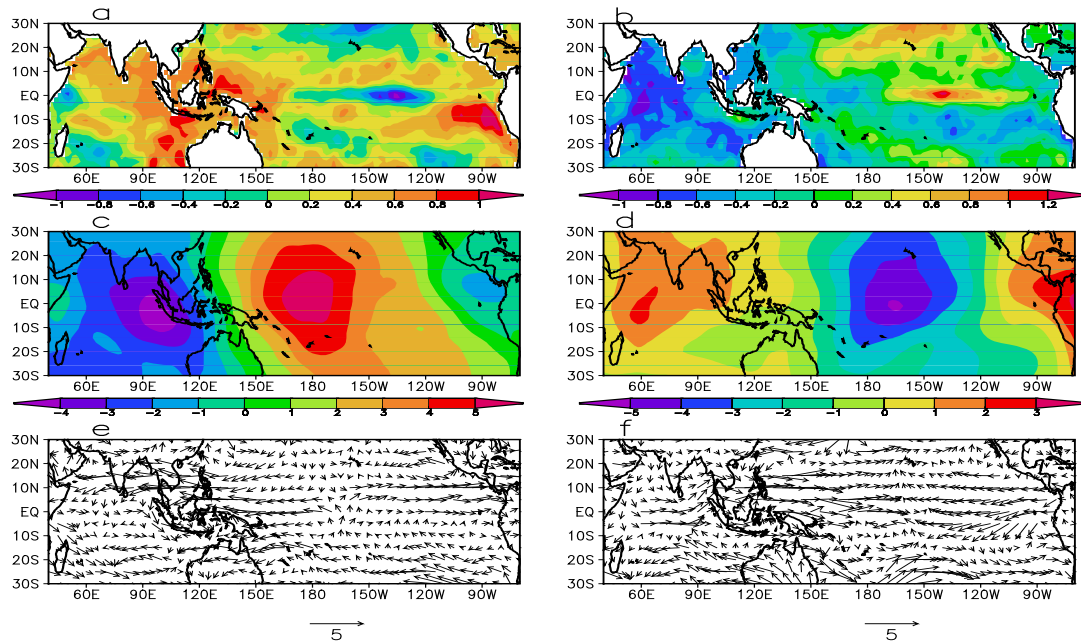 a
b
30N 20N 10N EQ 10S 20S 30S
30N 20N 10N EQ 10S 20S 30S
60E 90E 120E 150E 180 150W 120W 90W
60E 90E 120E 150E 180 150W 120W 90W
-1 -0.8 -0.6 -0.4 -0.2 0 0.2 0.4 0.6 0.8 1
-1 -0.8 -0.6 -0.4 -0.2 0 0.2 0.4 0.6 0.8 1 1.2
c
d
30N 20N 10N EQ 10S 20S 30S
30N 20N 10N EQ 10S 20S 30S
60E 90E 120E 150E 180 150W 120W 90W
60E 90E 120E 150E 180 150W 120W 90W
-4 -3 -2 -1 0 1 2 3 4 5
-5 -4 -3 -2 -1 0 1 2 3
e
f
30N 20N 10N EQ 10S 20S 30S
30N 20N 10N EQ 10S 20S 30S
60E 90E 120E 150E 180 150W 120W 90W
60E 90E 120E 150E 180 150W 120W 90W
5
5